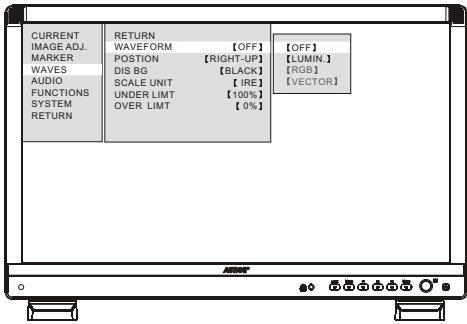 CURRENT
IMAGE ADJ.
MARKER
WAVES
AUDIO
FUNCTIONS
SYSTEM
RETURN
RETURN
WAVEFORM 【OFF】
POSTION 【RIGHT-UP】
DIS BG 【BLACK】
SCALE UNIT 【 IRE】
UNDER LIMT 【100%】
OVER LIMT 【 0%】
【OFF】
【LUMIN.】
【RGB】
【VECTOR】